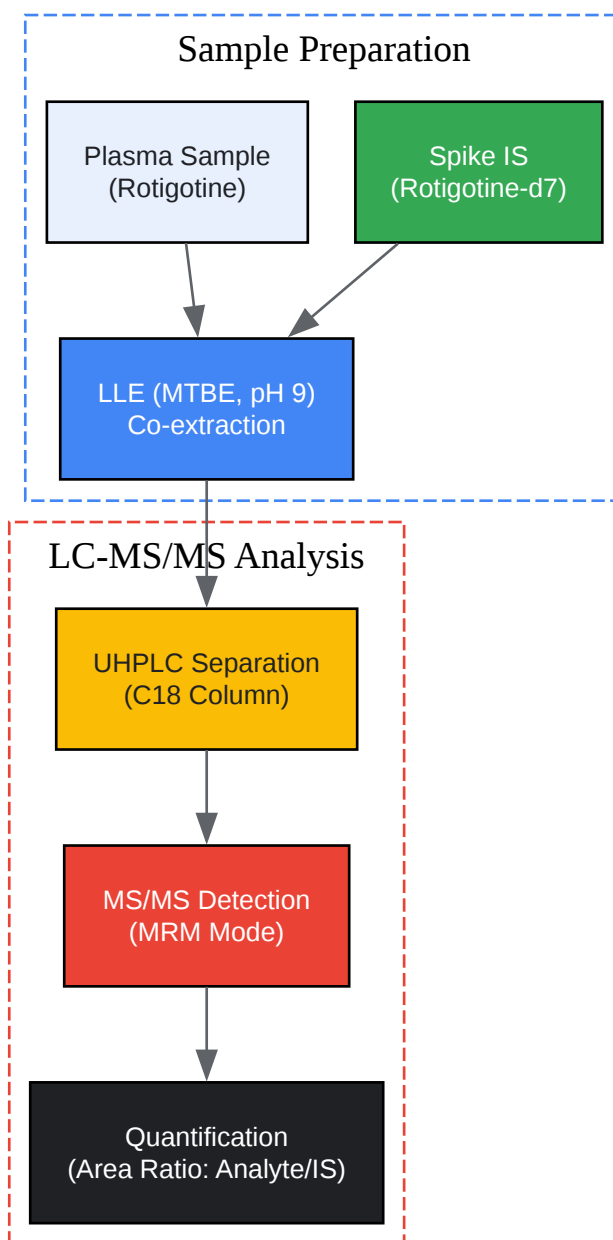 Sample Preparation
Plasma Sample
(Rotigotine)
Spike IS
(Rotigotine-d7)
LLE (MTBE, pH 9)
Co-extraction
LC-MS/MS Analysis
UHPLC Separation
(C18 Column)
MS/MS Detection
(MRM Mode)
Quantification
(Area Ratio: Analyte/IS)